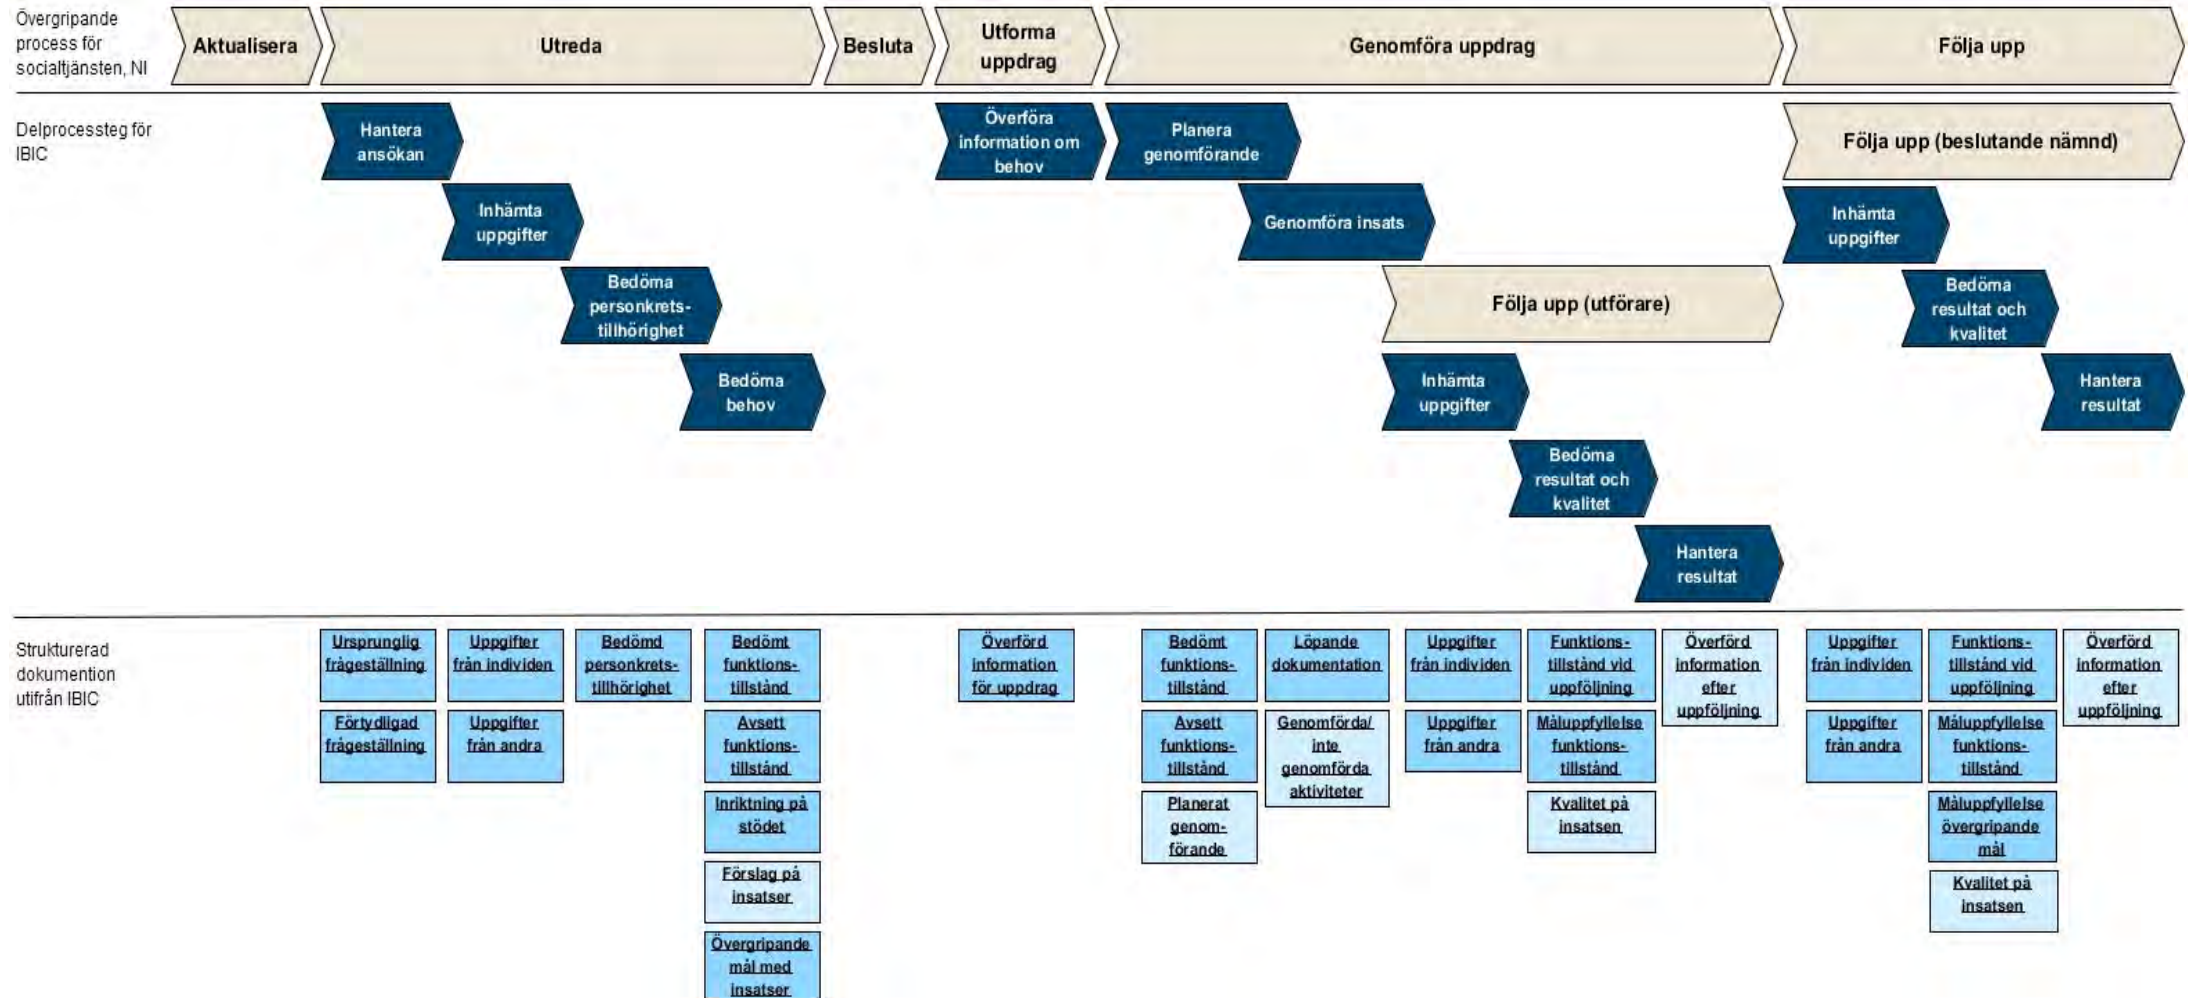 Övergripande
process för
socialtjänsten, NI
Aktualisera
Utreda
Besluta
Utforma
uppdrag
Genomföra uppdrag
Följa upp
Delprocessteg för
IBIC
Hantera
ansökan
Inhämta
uppgifter
Bedöma
personkrets-
tillhörighet
Bedöma
behov
Överföra
information om
behov
Planera
genomförande
Genomföra insats
Följa upp (utförare)
Inhämta
uppgifter
Bedöma
resultat och
kvalitet
Hantera
resultat
Följa upp (beslutande nämnd)
Inhämta
uppgifter
Bedöma
resultat och
kvalitet
Hantera
resultat
Strukturerad
dokumention
utifrån IBIC
Ursprunglig
frågeställning
Förtydligad
frågeställning
Uppgifter
från individen
Uppgifter
från andra
Bedömd
personkrets-
tillhörighet
Bedömt
funktions-
tillstånd
Avsett
funktions-
tillstånd
Inriktning på
stödet
Förslag på
insatser
Övergripande
mål med
insatser
Överförd
information
för uppdrag
Bedömt
funktions-
tillstånd
Avsett
funktions-
tillstånd
Planerat
genom-
förande
Löpande
dokumentation
Genomförda/
inte
genomförda
aktiviteter
Uppgifter
från individen
Uppgifter
från andra
Funktions-
tillstånd vid
uppföljning
Måluppfyllelse
funktions-
tillstånd
Kvalitet på
insatsen
Överförd
information
efter
uppföljning
Uppgifter
från individen
Uppgifter
från andra
Funktions-
tillstånd vid
uppföljning
Måluppfyllelse
funktions-
tillstånd
Måluppfyllelse
övergripande
mål
Kvalitet på
insatsen
Överförd
information
efter
uppföljning